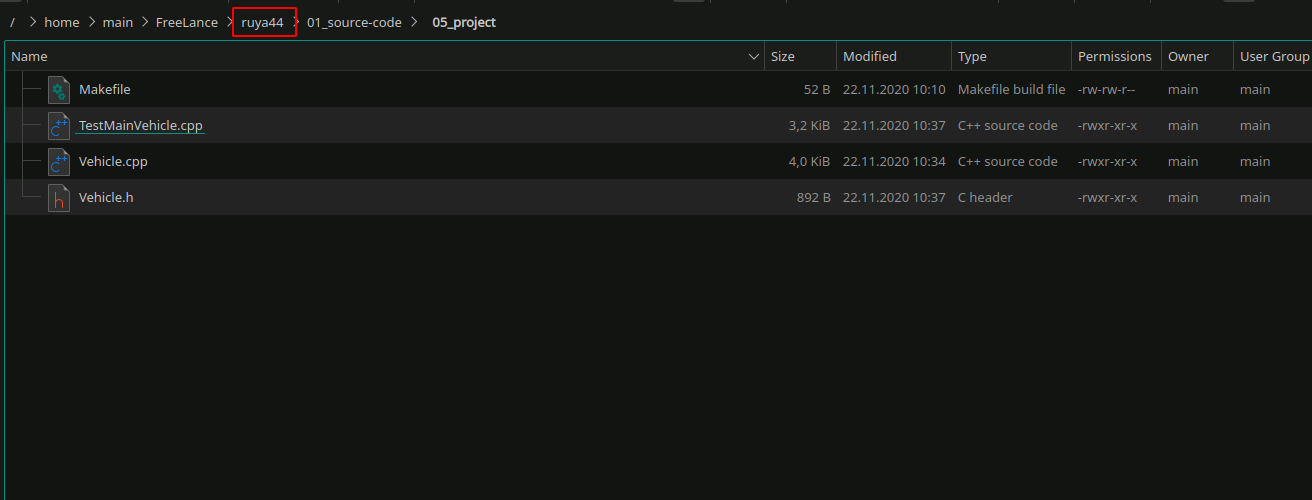 / > home > main > FreeLance > ruya44 > 01_source-code > 05_project
Name Size Modified Type Permissions Owner User Group
Makefile 52 B 22.11.2020 10:10 Makefile build file -rw-rw-r-- main main
TestMainVehicle.cpp 3,2 KiB 22.11.2020 10:37 C++ source code -rwxr-xr-x main main
Vehicle.cpp 4,0 KiB 22.11.2020 10:34 C++ source code -rwxr-xr-x main main
Vehicle.h 892 B 22.11.2020 10:37 C header -rwxr-xr-x main main